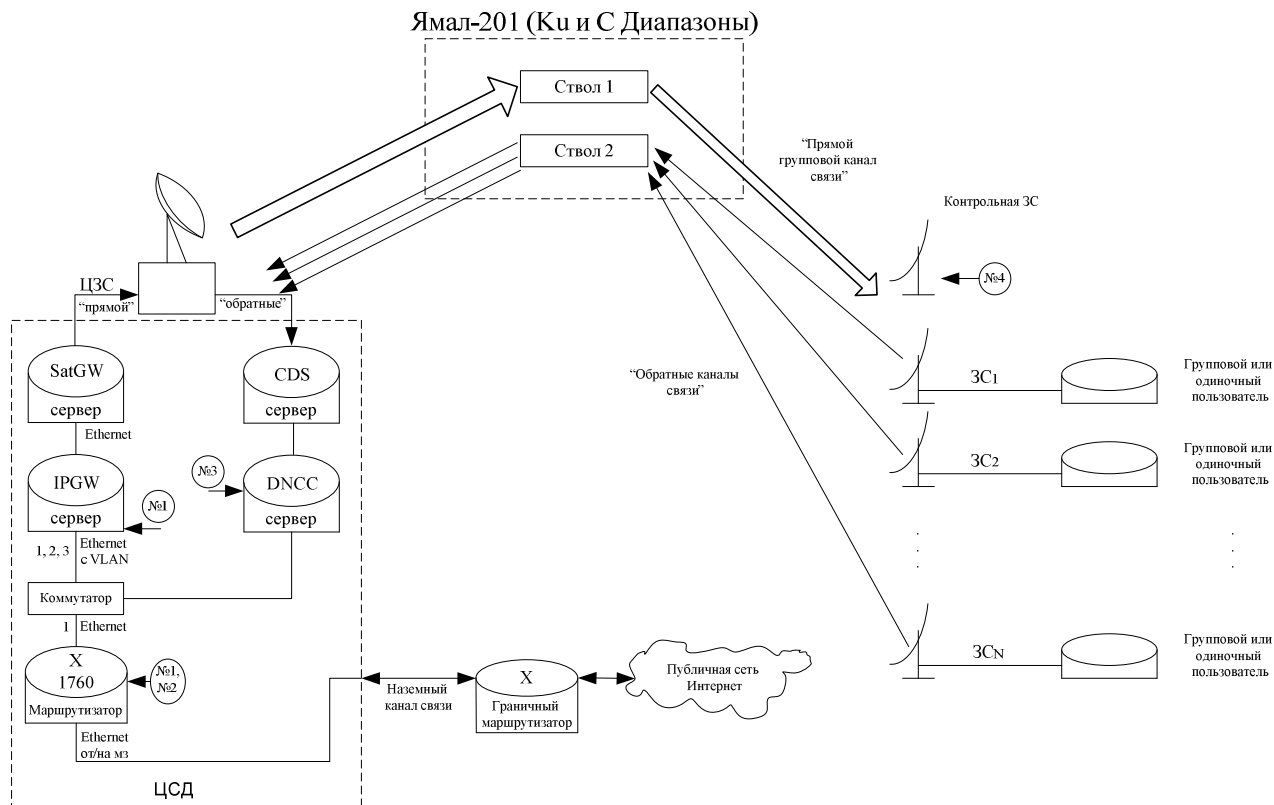 Ямал-201 (Ku и C Диапазоны)
Ствол 1
Ствол 2
“Прямой
групповой канал
связи”
Контрольная ЗС
№4
ЦЗС
“прямой”
“обратные”
SatGW
сервер
CDS
сервер
Ethernet
IPGW
сервер
№1
№3
DNCC
сервер
1, 2, 3
Ethernet
с VLAN
Коммутатор
1
Ethernet
X
1760
Маршрутизатор
№1,
№2
Ethernet
от/на мз
ЦСД
Наземный
канал связи
X
Граничный
маршрутизатор
Публичная сеть
Интернет
“Обратные каналы
связи”
ЗС1
Групповой или
одиночный
пользователь
ЗС2
Групповой или
одиночный
пользователь
ЗСN
Групповой или
одиночный
пользователь